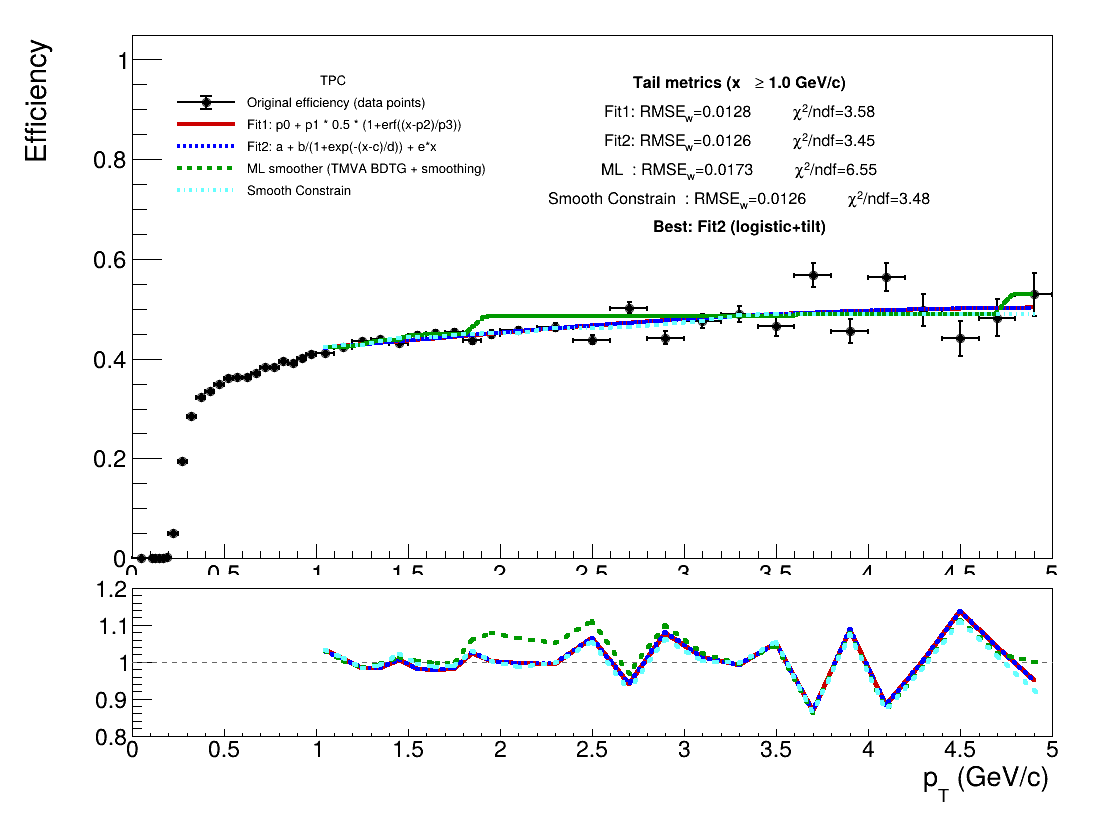 Efficiency
1
0.8
0.6
0.4
0.2
0
TPC
Original efficiency (data points)
Fit1: p0 + p1 * 0.5 * (1+erf((x-p2)/p3))
Fit2: a + b/(1+exp(-(x-c)/d)) + e*x
ML smoother (TMVA BDTG + smoothing)
Smooth Constrain
Tail metrics (x ≥ 1.0 GeV/c)
Fit1: RMSEw=0.0128 χ2/ndf=3.58
Fit2: RMSEw=0.0126 χ2/ndf=3.45
ML : RMSEw=0.0173 χ2/ndf=6.55
Smooth Constrain : RMSEw=0.0126 χ2/ndf=3.48
Best: Fit2 (logistic+tilt)
0 0.5 1 1.5 2 2.5 3 3.5 4 4.5 5
1.2
1.1
1
0.9
0.8
0 0.5 1 1.5 2 2.5 3 3.5 4 4.5 5
pT (GeV/c)